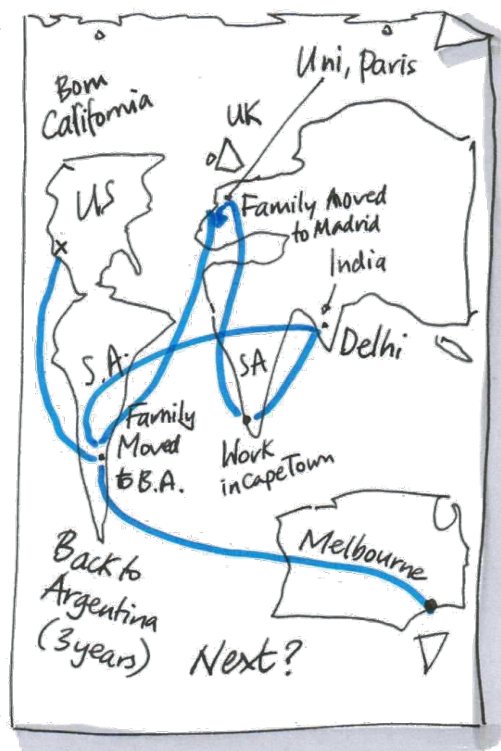 Uni, Paris
Born
California
UK
US
Family Moved
to Madrid
India
S.A.
SA
Delhi
Family
Moved
to B.A.
Work
in Cape Town
Melbourne
Back to
Argentina
(3 years)
Next?